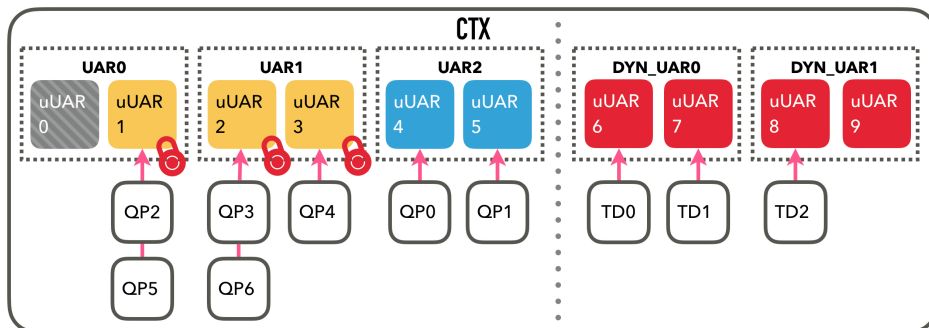 CTX
UAR0 UAR1 UAR2 DYN_UAR0 DYN_UAR1
uUAR 0
uUAR 1
uUAR 2
uUAR 3
uUAR 4
uUAR 5
uUAR 6
uUAR 7
uUAR 8
uUAR 9
QP2 QP3 QP4 QP0 QP1 TD0 TD1 TD2
QP5 QP6